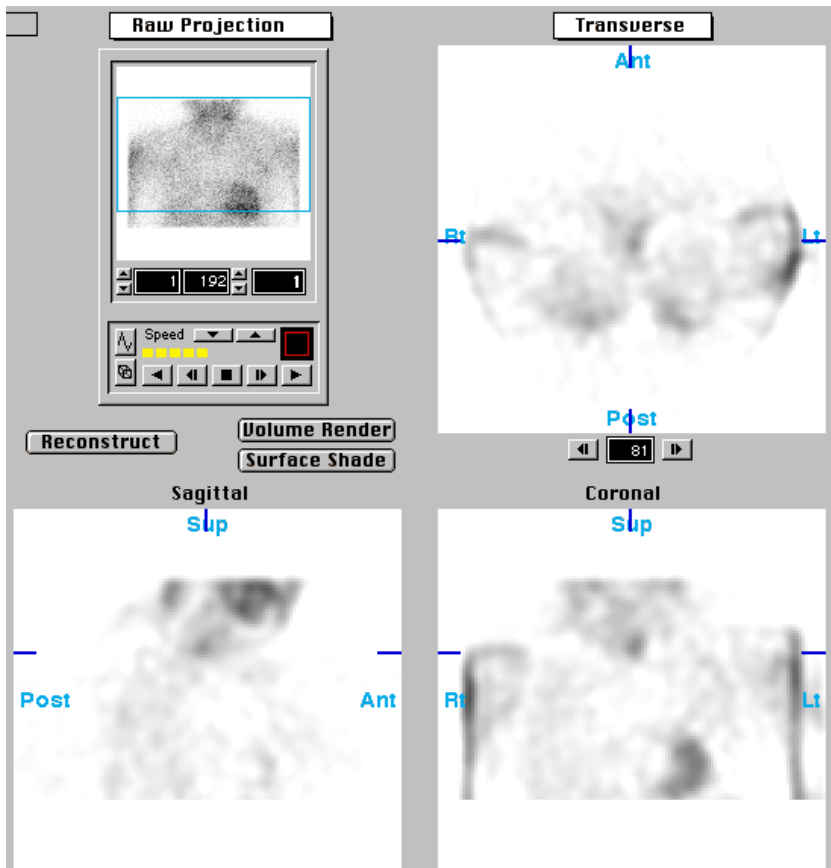 Raw Projection
Transverse
Ant
Rt
Lt
1 192 1
Speed
Post
Reconstruct
Volume Render
Surface Shade
81
Sagittal
Coronal
Sup
Sup
Post
Ant
Rt
Lt